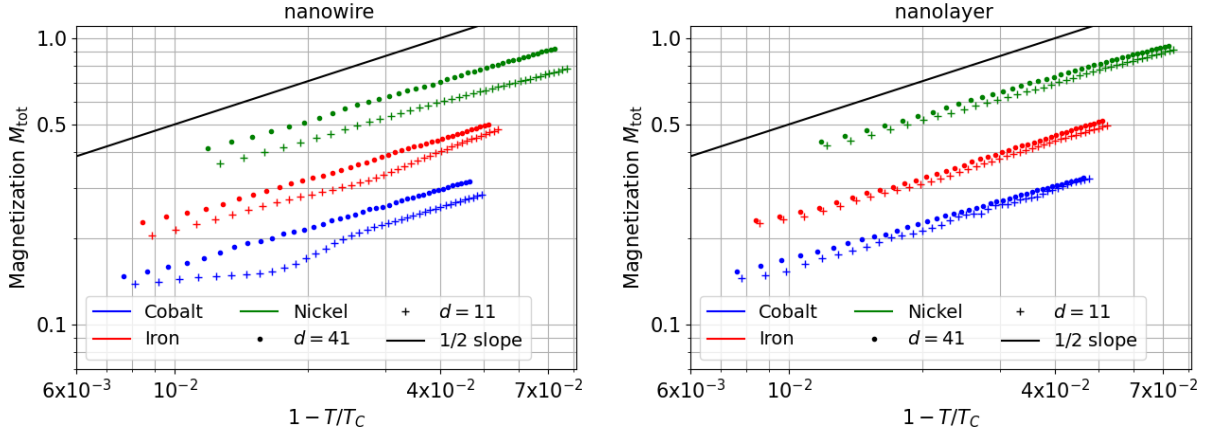 nanowire
Magnetization M_tot
1.0
0.5
0.1
Cobalt
Iron
Nickel
d = 41
d = 11
1/2 slope
6x10⁻³
10⁻²
4x10⁻²
7x10⁻²
1 − T/T_C
nanolayer
Magnetization M_tot
1.0
0.5
0.1
Cobalt
Iron
Nickel
d = 41
d = 11
1/2 slope
6x10⁻³
10⁻²
4x10⁻²
7x10⁻²
1 − T/T_C